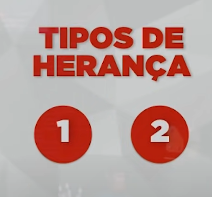 TIPOS DE
HERANÇA
1 2